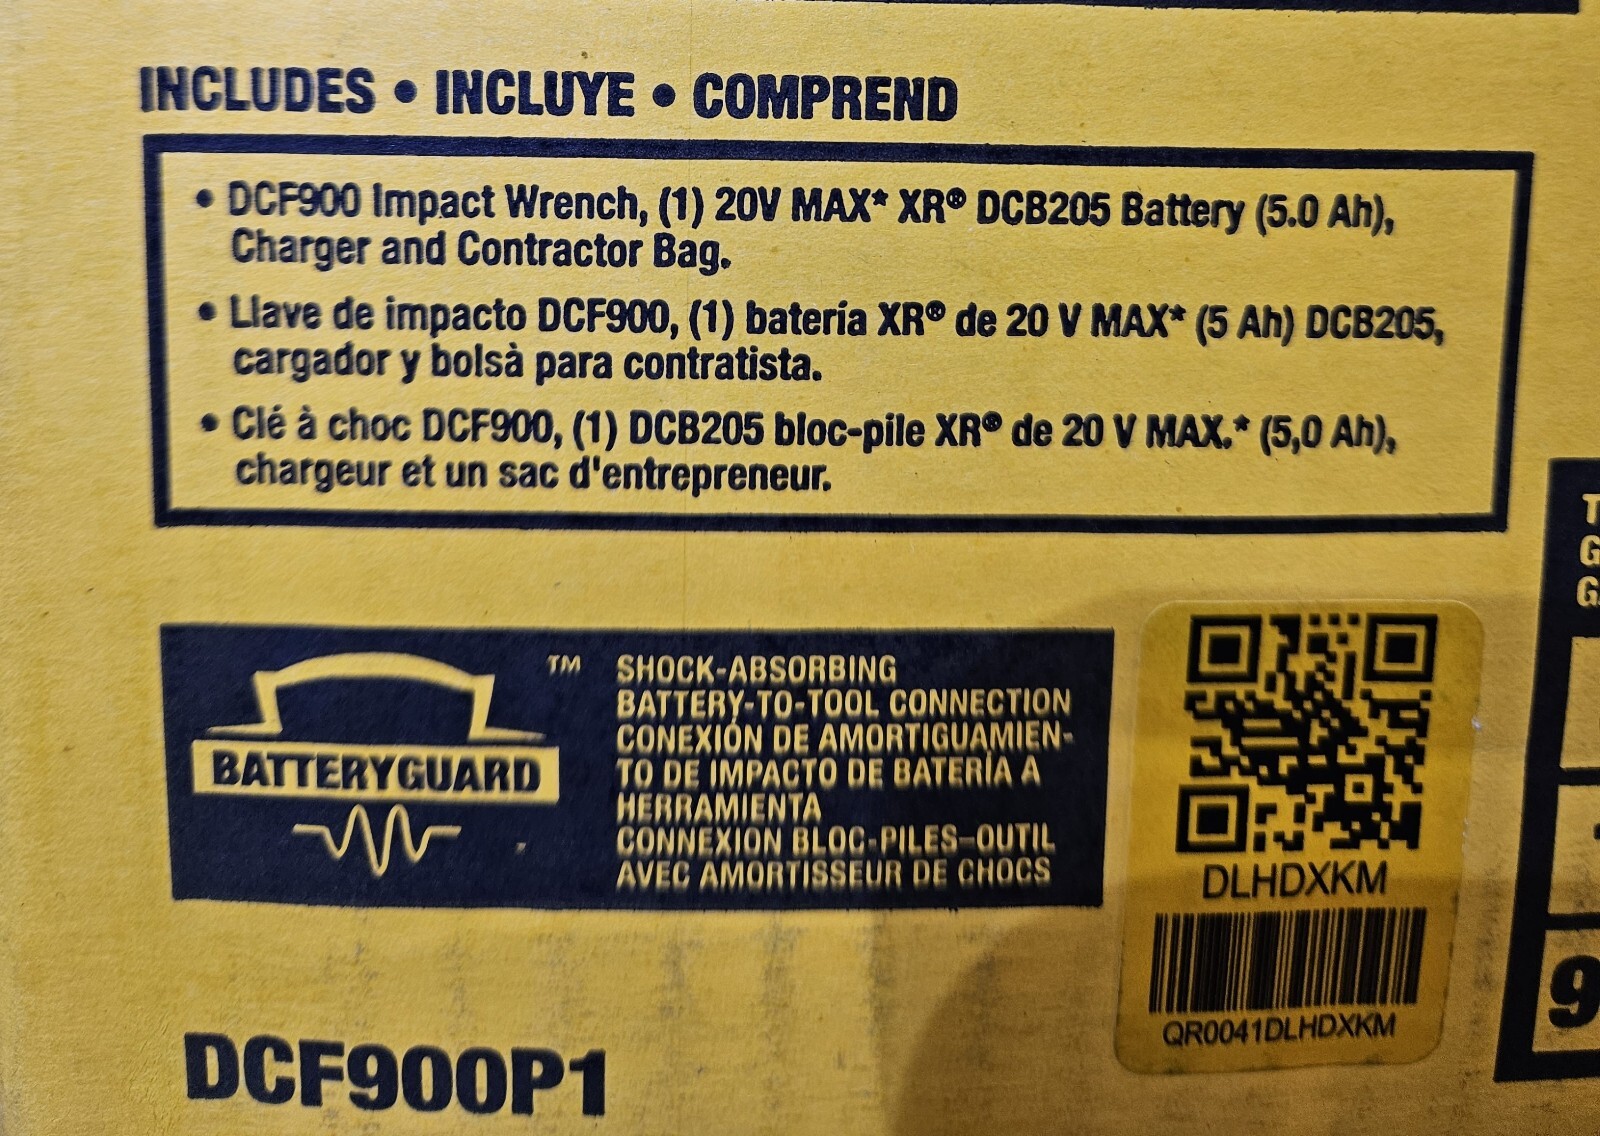 INCLUDES • INCLUYE • COMPREND
• DCF900 Impact Wrench, (1) 20V MAX* XR® DCB205 Battery (5.0 Ah),
Charger and Contractor Bag.
• Llave de impacto DCF900, (1) batería XR® de 20 V MAX* (5 Ah) DCB205,
cargador y bolsà para contratista.
• Clé à choc DCF900, (1) DCB205 bloc-pile XR® de 20 V MAX.* (5,0 Ah),
chargeur et un sac d'entrepreneur.
BATTERYGUARD
™
SHOCK-ABSORBING
BATTERY-TO-TOOL CONNECTION
CONEXIÓN DE AMORTIGUAMIEN-
TO DE IMPACTO DE BATERÍA A
HERRAMIENTA
CONNEXION BLOC-PILES–OUTIL
AVEC AMORTISSEUR DE CHOCS
DLHDXKM
QR0041DLHDXKM
DCF900P1